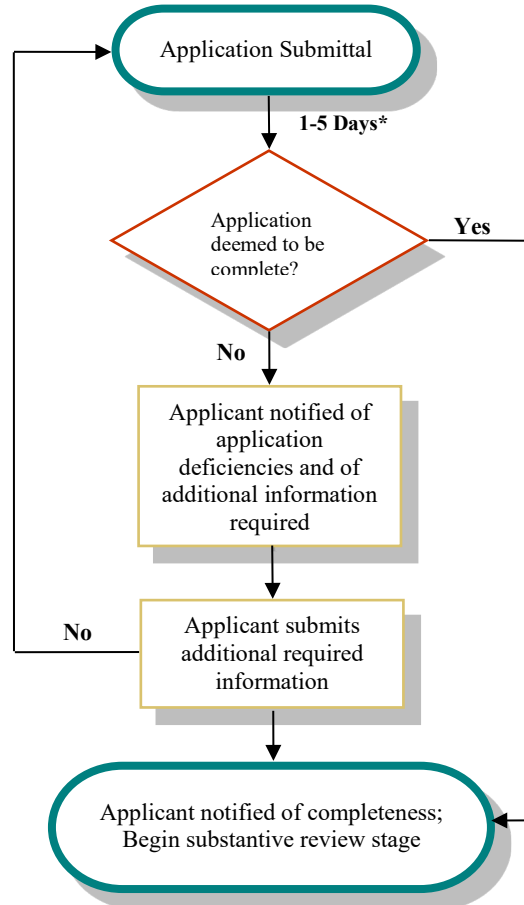 Application Submittal
1-5 Days*
Application
deemed to be
complete?
Yes
No
Applicant notified of
application
deficiencies and of
additional information
required
No
Applicant submits
additional required
information
Applicant notified of completeness;
Begin substantive review stage